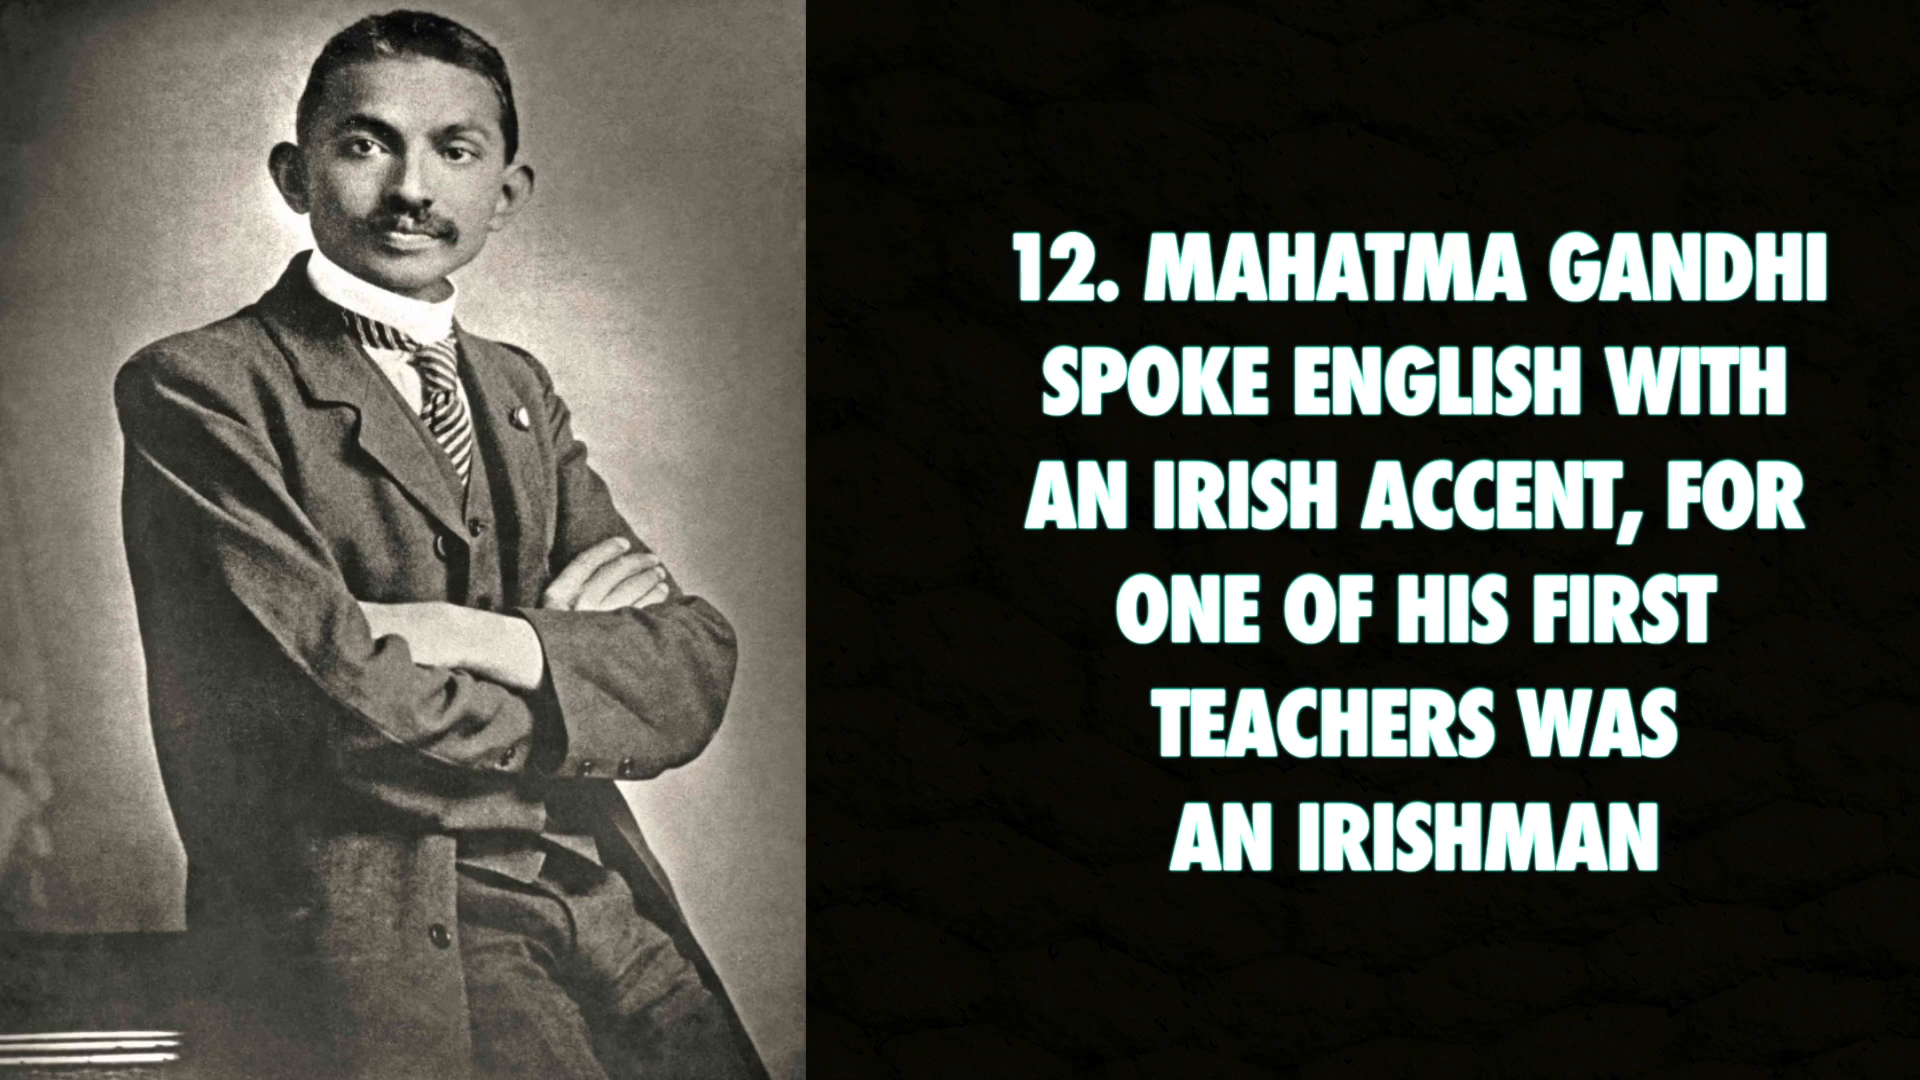 12. MAHATMA GANDHI
SPOKE ENGLISH WITH
AN IRISH ACCENT, FOR
ONE OF HIS FIRST
TEACHERS WAS
AN IRISHMAN